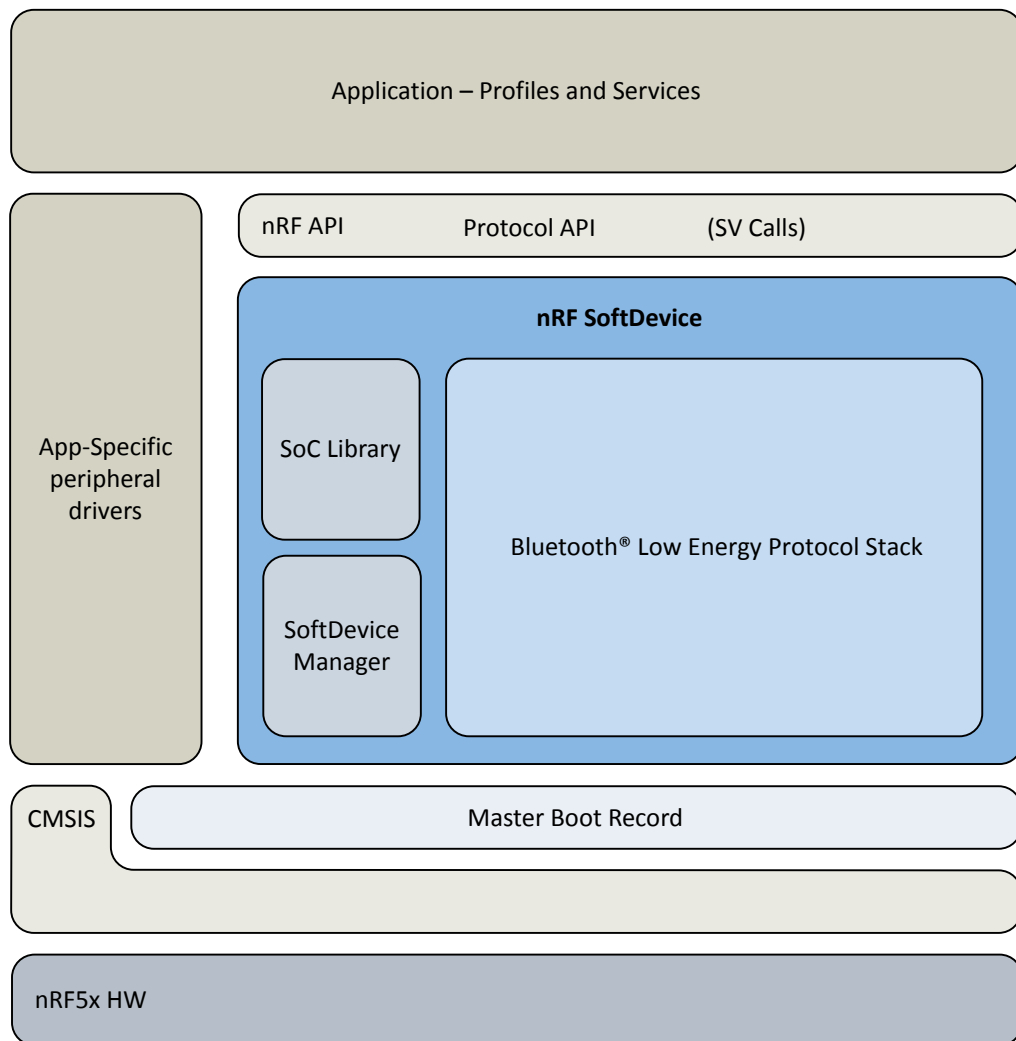 Application – Profiles and Services
nRF API Protocol API (SV Calls)
nRF SoftDevice
App-Specific
peripheral
drivers
SoC Library
Bluetooth® Low Energy Protocol Stack
SoftDevice
Manager
CMSIS
Master Boot Record
nRF5x HW